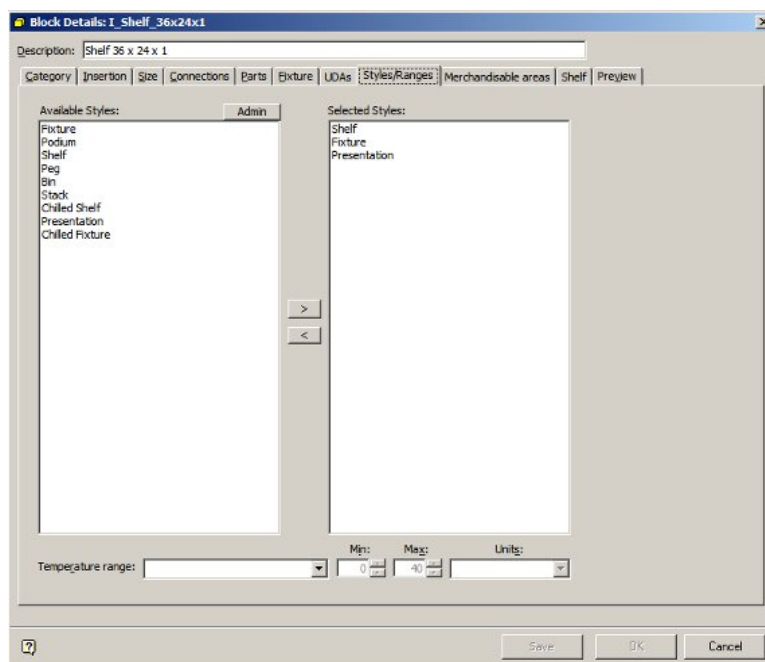 Block Details: I_Shelf_36x24x1
Description: Shelf 36 x 24 x 1
Category Insertion Size Connections Parts Fixture UDAs Styles/Ranges Merchandisable areas Shelf Preview
Available Styles: Admin Selected Styles:
Fixture Shelf
Podium Fixture
Shelf Presentation
Peg
Bin
Stack
Chilled Shelf
Presentation
Chilled Fixture
>
<
Min: Max: Units:
Temperature range: 0 40
? Save OK Cancel